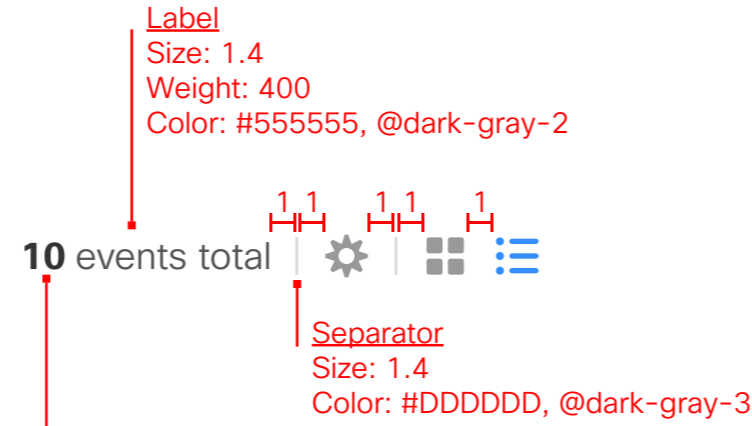 Label
Size: 1.4
Weight: 400
Color: #555555, @dark-gray-2
1 1 1 1 1
10 events total
Separator
Size: 1.4
Color: #DDDDDD, @dark-gray-3